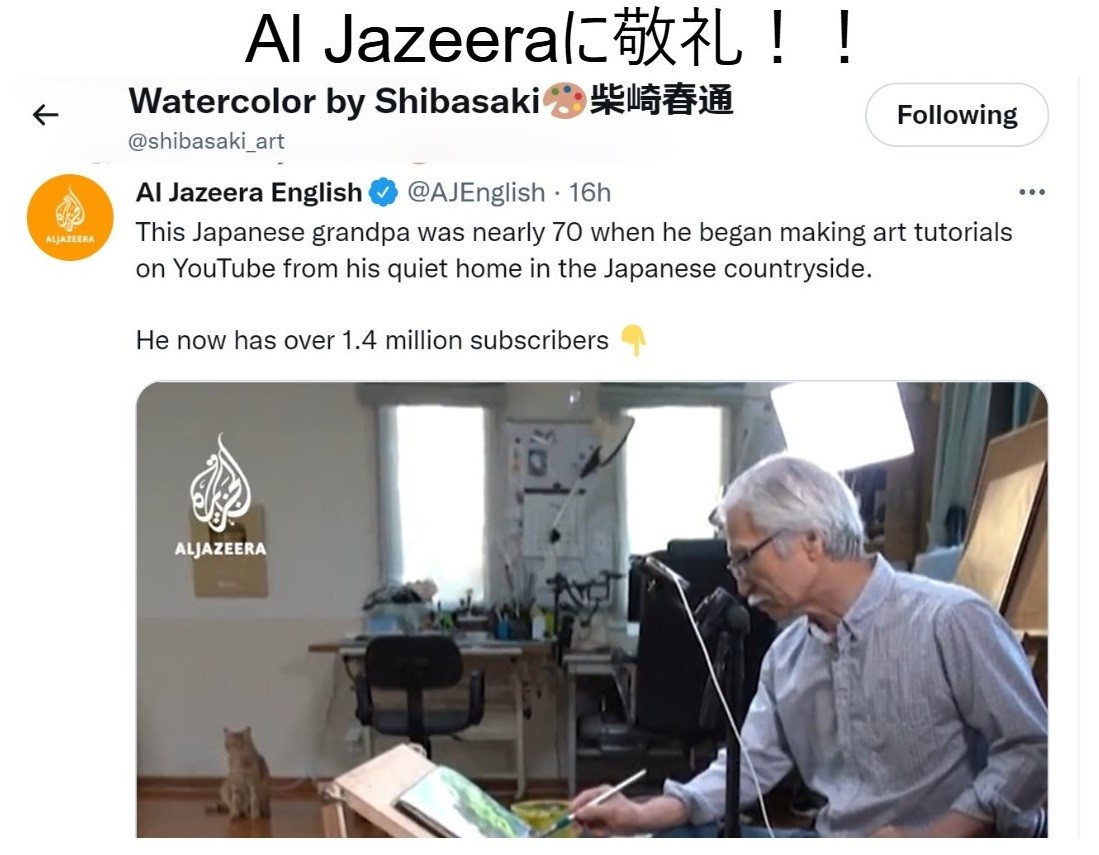 Al Jazeeraに敬礼！！
Watercolor by Shibasaki🎨柴崎春通
@shibasaki_art
Following
ALJAZEERA
Al Jazeera English @AJEnglish · 16h
This Japanese grandpa was nearly 70 when he began making art tutorials
on YouTube from his quiet home in the Japanese countryside.
He now has over 1.4 million subscribers 👇
الجزيرة
ALJAZEERA